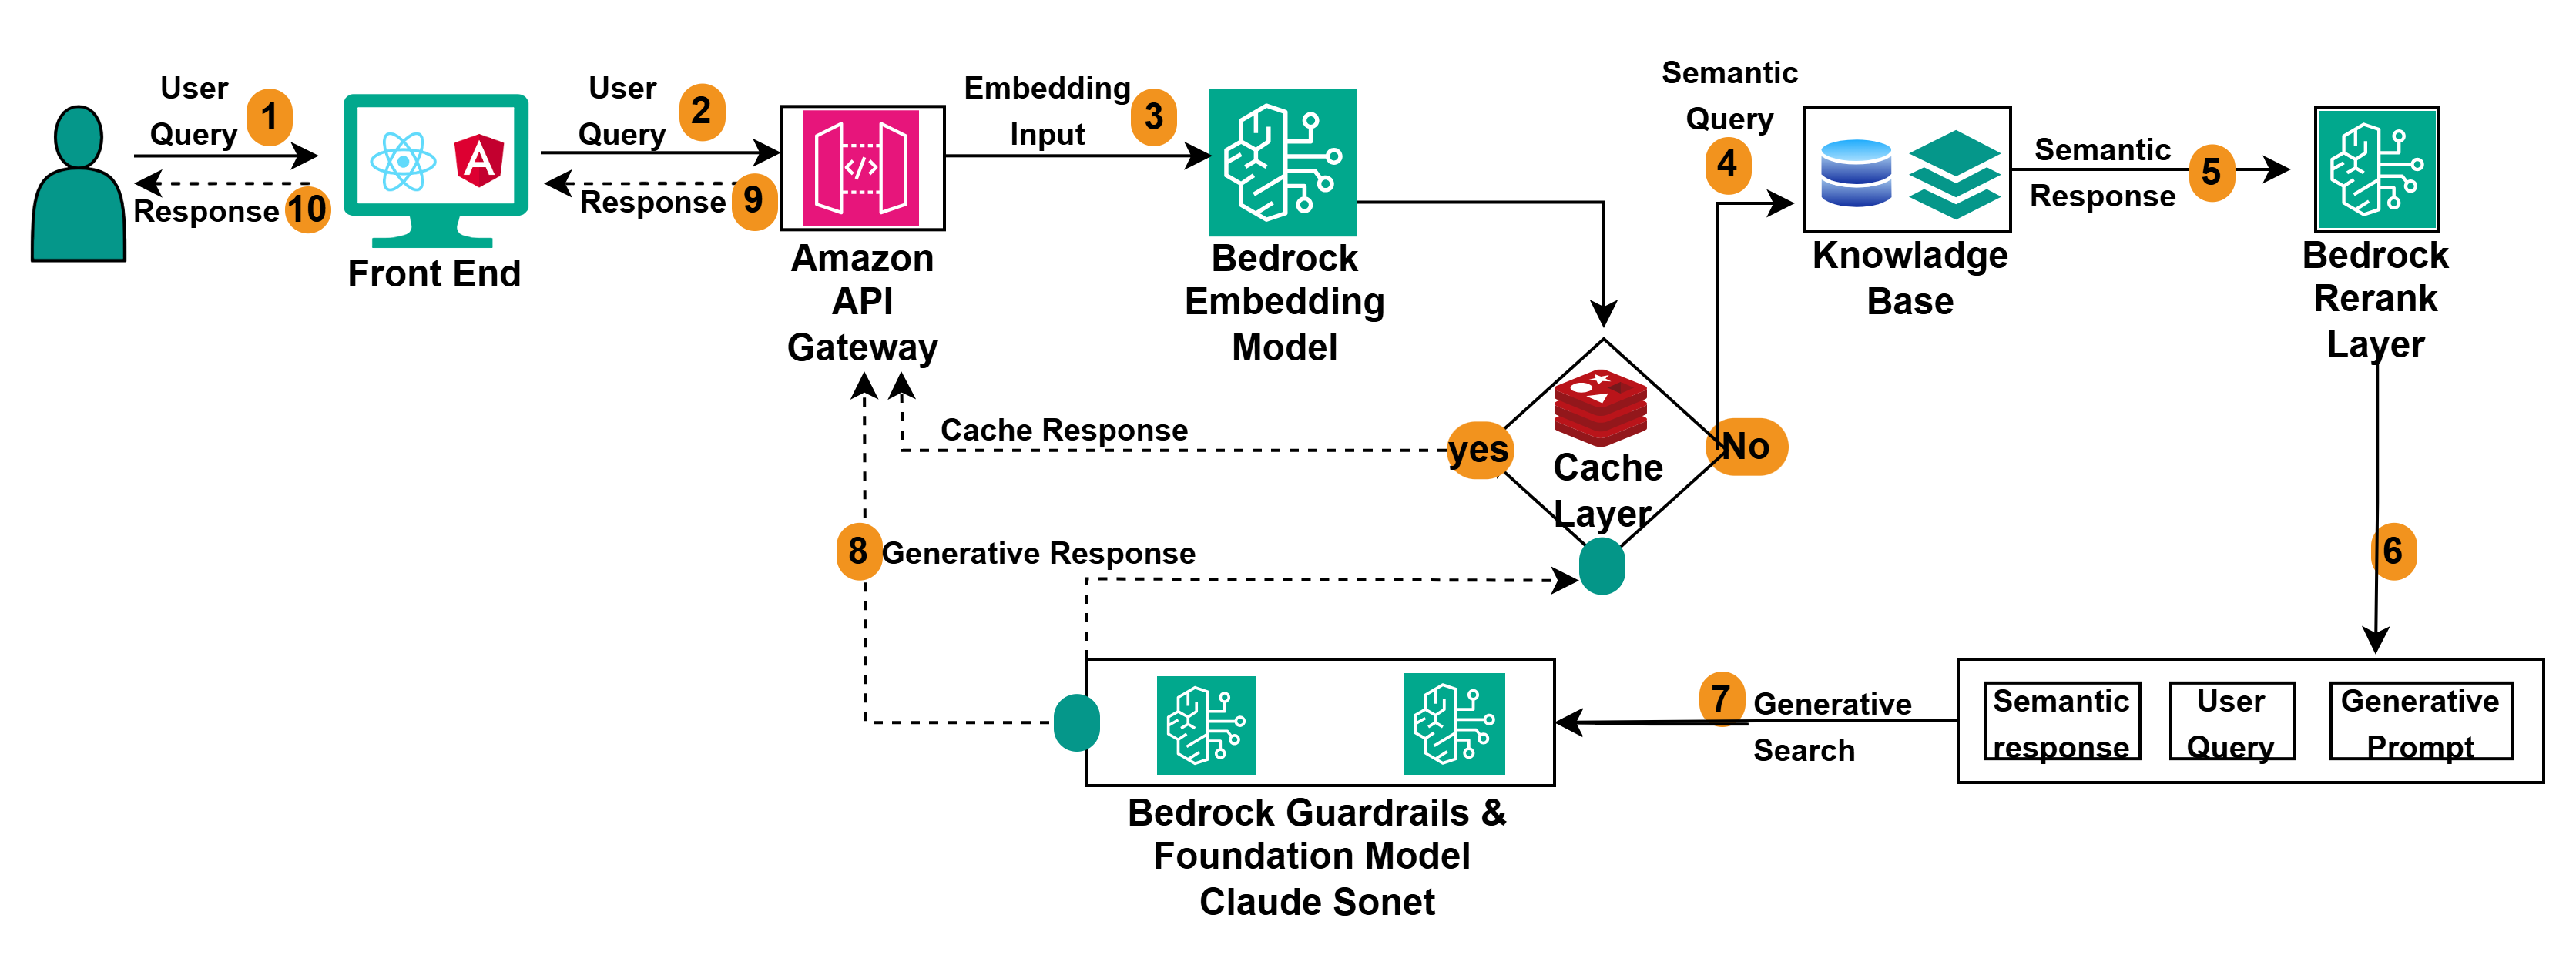 User
Query
1
Response
10
Front End
User
Query
2
Response
9
Amazon
API
Gateway
Embedding
Input
3
Bedrock
Embedding
Model
Semantic
Query
4
Knowladge
Base
Semantic
Response
5
Bedrock
Rerank
Layer
Cache Response
yes
Cache
Layer
No
8
Generative Response
6
7
Generative
Search
Semantic
response
User
Query
Generative
Prompt
Bedrock Guardrails &
Foundation Model
Claude Sonet